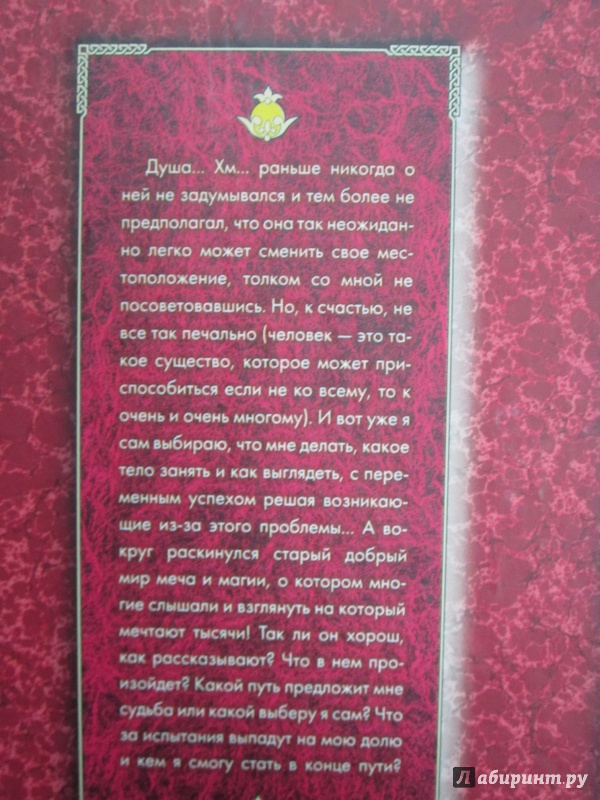 Душа... Хм... раньше никогда о
ней не задумывался и тем более не
предполагал, что она так неожидан-
но легко может сменить свое мес-
тоположение, толком со мной не
посоветовавшись. Но, к счастью, не
все так печально (человек — это та-
кое существо, которое может при-
способиться если не ко всему, то к
очень и очень многому). И вот уже я
сам выбираю, что мне делать, какое
тело занять и как выглядеть, с пере-
менным успехом решая возникаю-
щие из-за этого проблемы... А во-
круг раскинулся старый добрый
мир меча и магии, о котором мно-
гие слышали и взглянуть на который
мечтают тысячи! Так ли он хорош,
как рассказывают? Что в нем про-
изойдет? Какой путь предложит мне
судьба или какой выберу я сам? Что
за испытания выпадут на мою долю
и кем я смогу стать в конце пути?
Лабиринт.ру